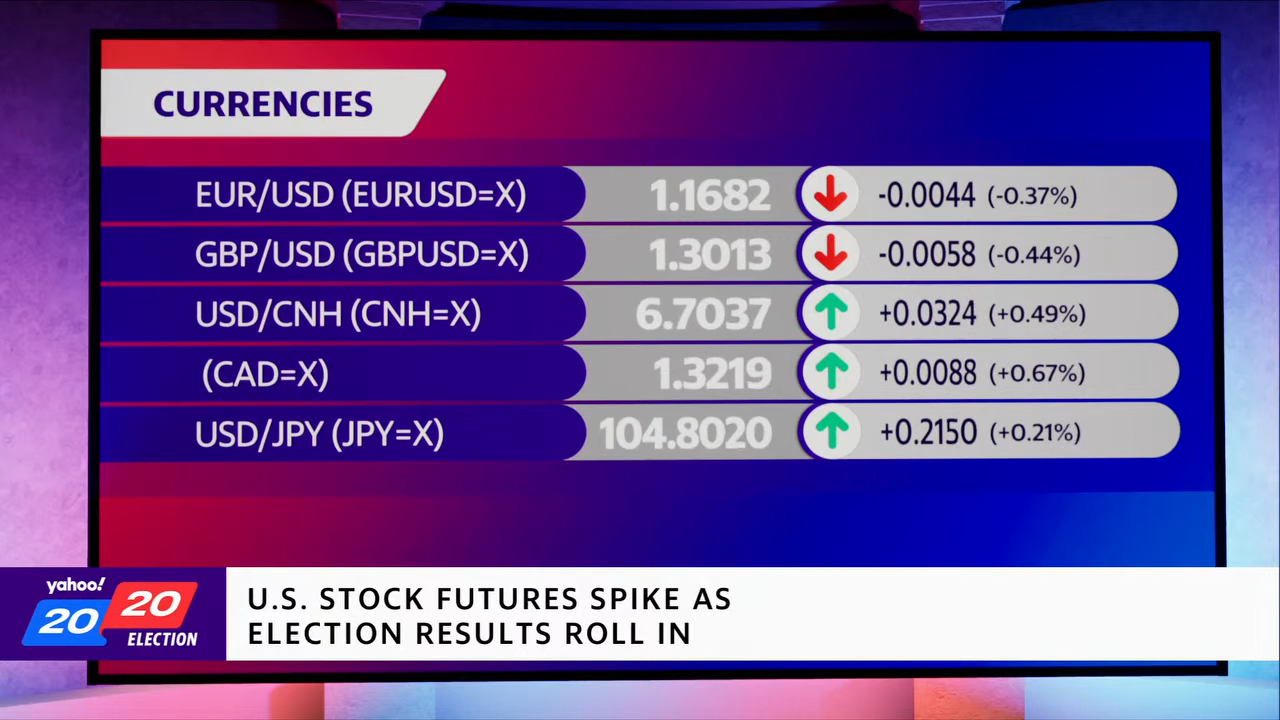 CURRENCIES
EUR/USD (EURUSD=X) 1.1682 -0.0044 (-0.37%)
GBP/USD (GBPUSD=X) 1.3013 -0.0058 (-0.44%)
USD/CNH (CNH=X) 6.7037 +0.0324 (+0.49%)
(CAD=X) 1.3219 +0.0088 (+0.67%)
USD/JPY (JPY=X) 104.8020 +0.2150 (+0.21%)
yahoo!
20 20
ELECTION
U.S. STOCK FUTURES SPIKE AS
ELECTION RESULTS ROLL IN